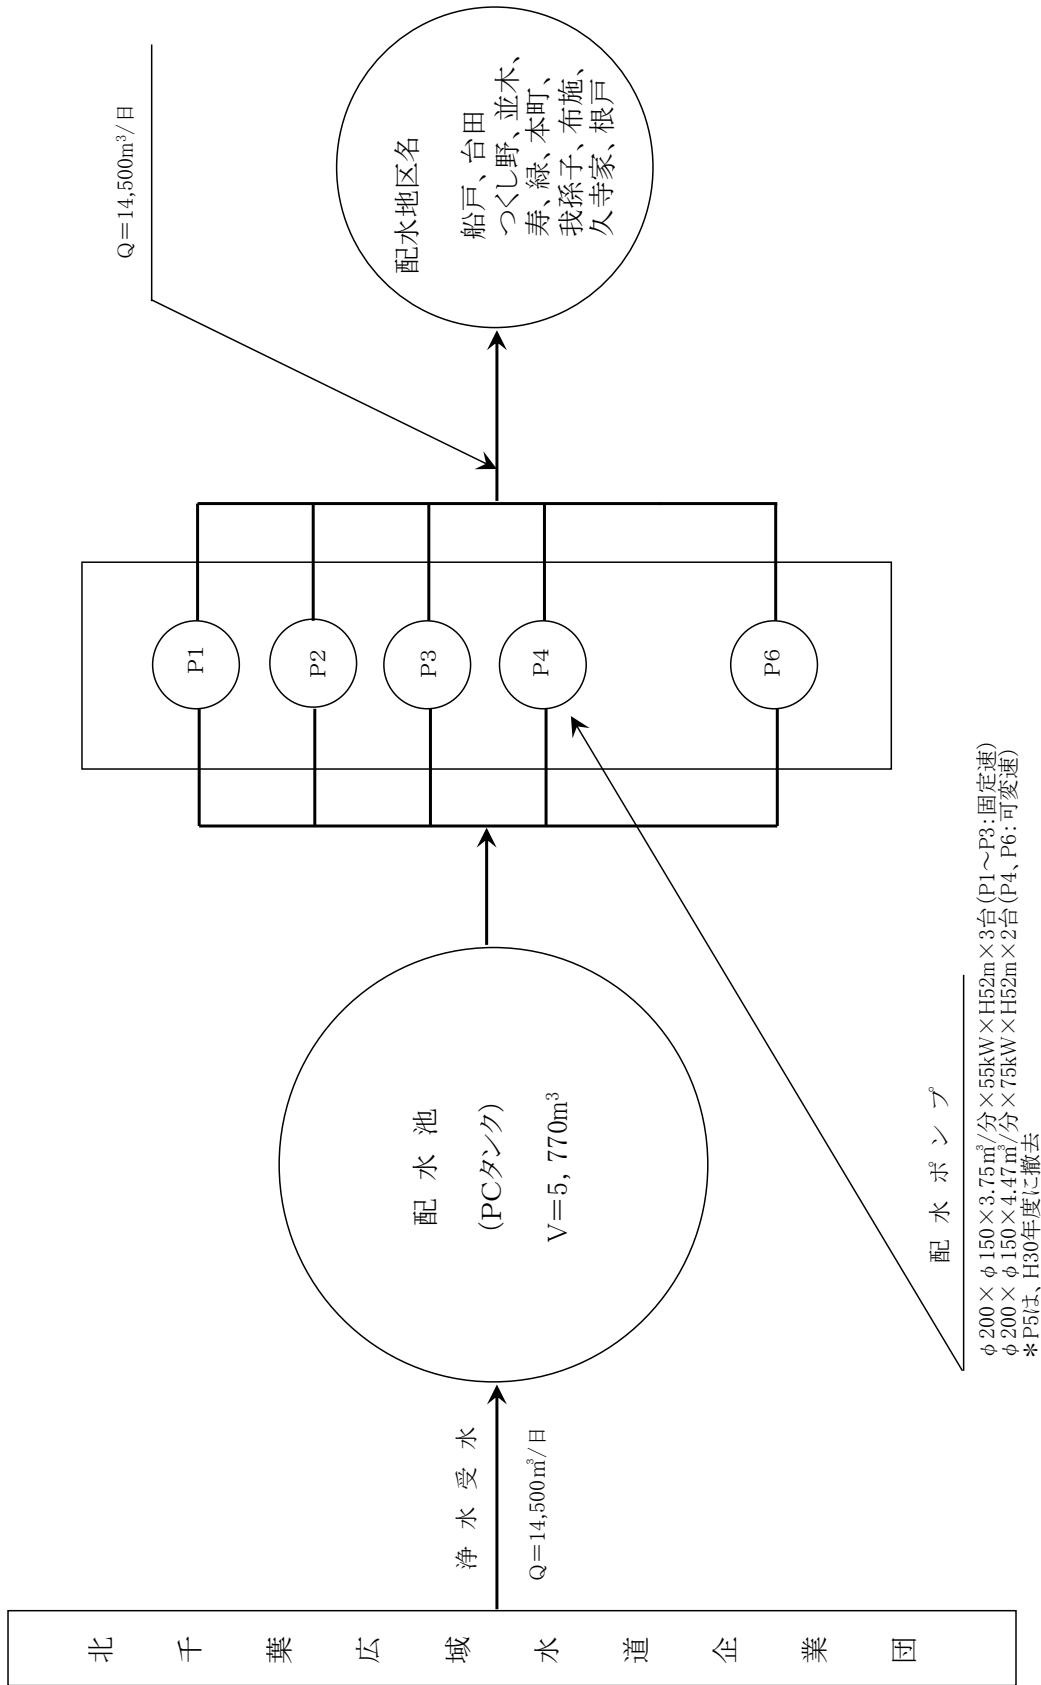 北千葉広域水道企業団
浄水受水
Q＝14,500㎥/日
配水池
(PCタンク)
V＝5, 770m³
配水ポンプ
φ200×φ150×3.75㎥/分×55kW×H52m×3台(P1～P3:固定速)
φ200×φ150×4.47㎥/分×75kW×H52m×2台(P4、P6:可変速)
＊P5は、H30年度に撤去
P1
P2
P3
P4
P6
Q＝14,500m³/日
配水地区名
船戸、台田
つくし野、並木、
寿、緑、本町、
我孫子、布施、
久寺家、根戸